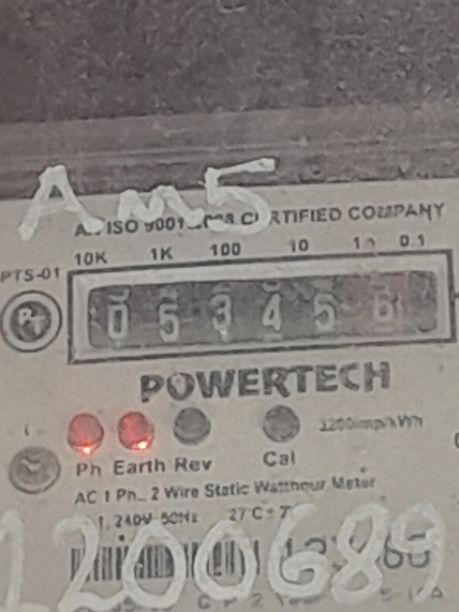 Am5
ISO 9001 CERTIFIED COMPANY
10K 1K 100 10 1 0.1
PTS-01
PT
0 5 3 4 5 6
POWERTECH
3200imp/kWh
Ph Earth Rev Cal
AC 1 Ph. 2 Wire Static Watthour Meter
240V 50Hz 27°C
1200689